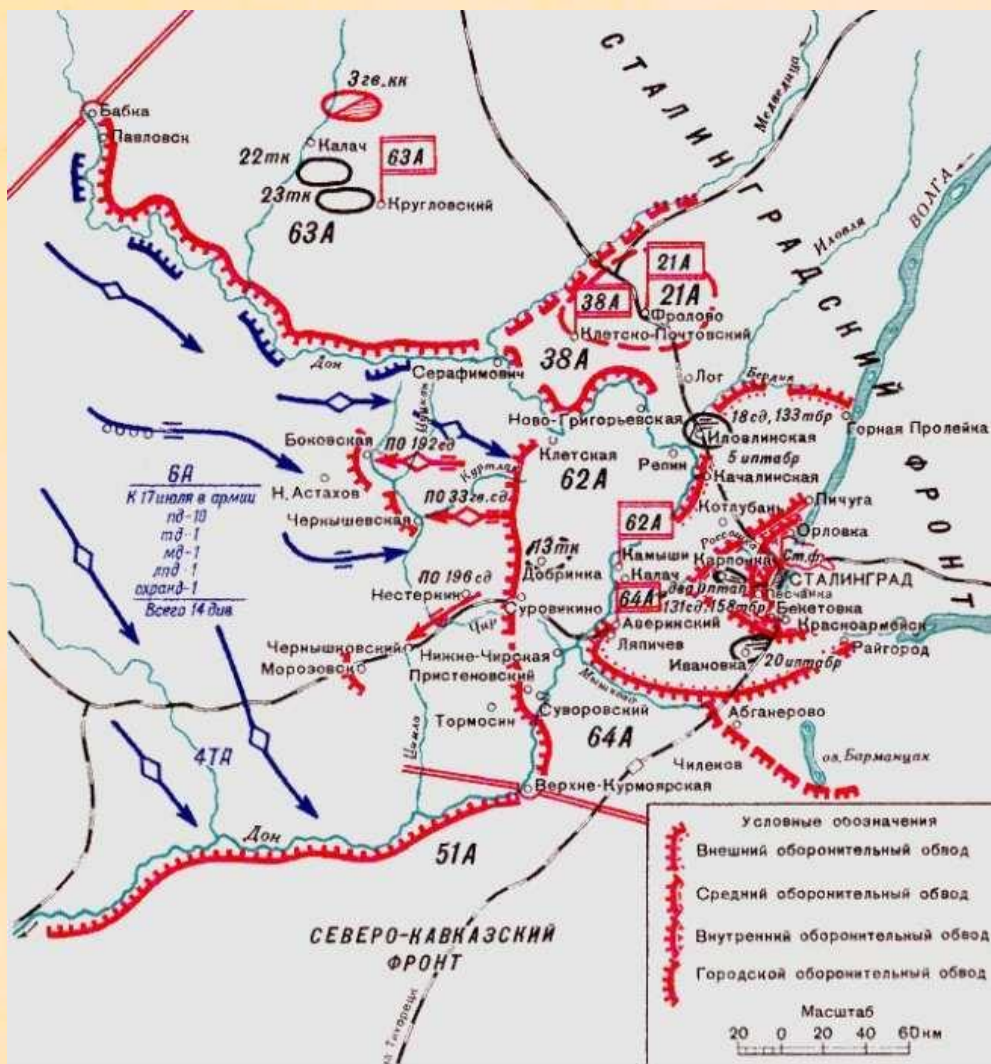 СТАЛИНГРАДСКИЙ ФРОНТ
3гв.кк
Бабка
Павловск
Калач
22тк
63А
23тк
Кругловский
63А
Медведица
Иловля
ВОЛГА
21А
21А
38А
Фролово
Клетско-Почтовский
38А
Дон
Серафимович
Лог
Бердия
Ново-Григорьевская
18сд,133тбр
Горная Пролейка
Иловлинская
Боковская
ПО 192сд
Клетская
5иптабр
Куртлак
62А
Репин
Качалинская
6А
К 17 июля в армии
пд-10
тд-1
мд-1
лпд-1
охранд-1
Всего 14 див.
Н.Астахов
ПО 33гв.сд
Котлубань
Пичуга
Чернышевская
62А
Россошка
Орловка
13тк
Камыши
Карповка
Ст.ф.
Добринка
Калач
СТАЛИНГРАД
ПО 196сд
64А
Песчанка
Нестеркин
131сд,158тбр
Бекетовка
Суровикино
Чир
Аверинский
Красноармейск
Чернышковский
Ляпичев
Райгород
Нижне-Чирская
Морозовск
Пристеновский
Ивановка
20иптабр
Мышкова
Суворовский
Тормосин
Абганерово
64А
4ТА
Цимла
Чилеков
оз.Барманцак
Верхне-Курмоярская
Дон
51А
СЕВЕРО-КАВКАЗСКИЙ
ФРОНТ
Условные обозначения
Внешний оборонительный обвод
Средний оборонительный обвод
Внутренний оборонительный обвод
Городской оборонительный обвод
Масштаб
20 0 20 40 60км